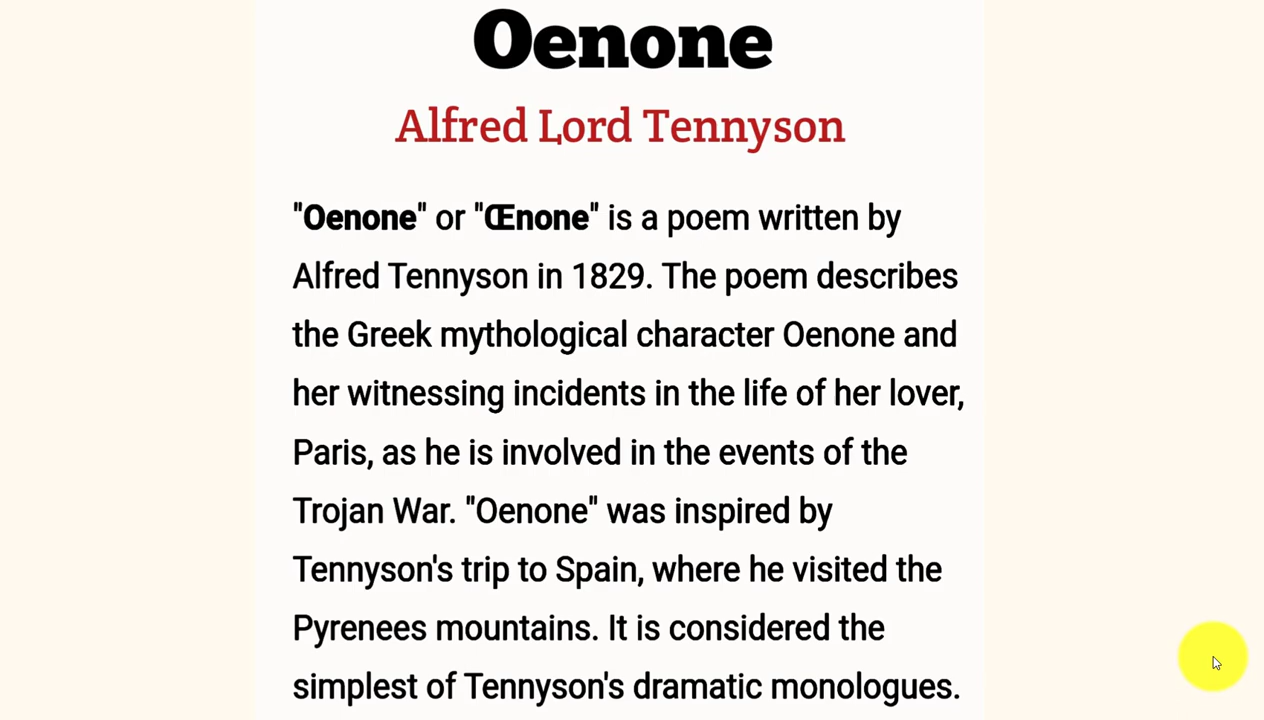 Oenone
Alfred Lord Tennyson
"Oenone" or "Œnone" is a poem written by
Alfred Tennyson in 1829. The poem describes
the Greek mythological character Oenone and
her witnessing incidents in the life of her lover,
Paris, as he is involved in the events of the
Trojan War. "Oenone" was inspired by
Tennyson's trip to Spain, where he visited the
Pyrenees mountains. It is considered the
simplest of Tennyson's dramatic monologues.